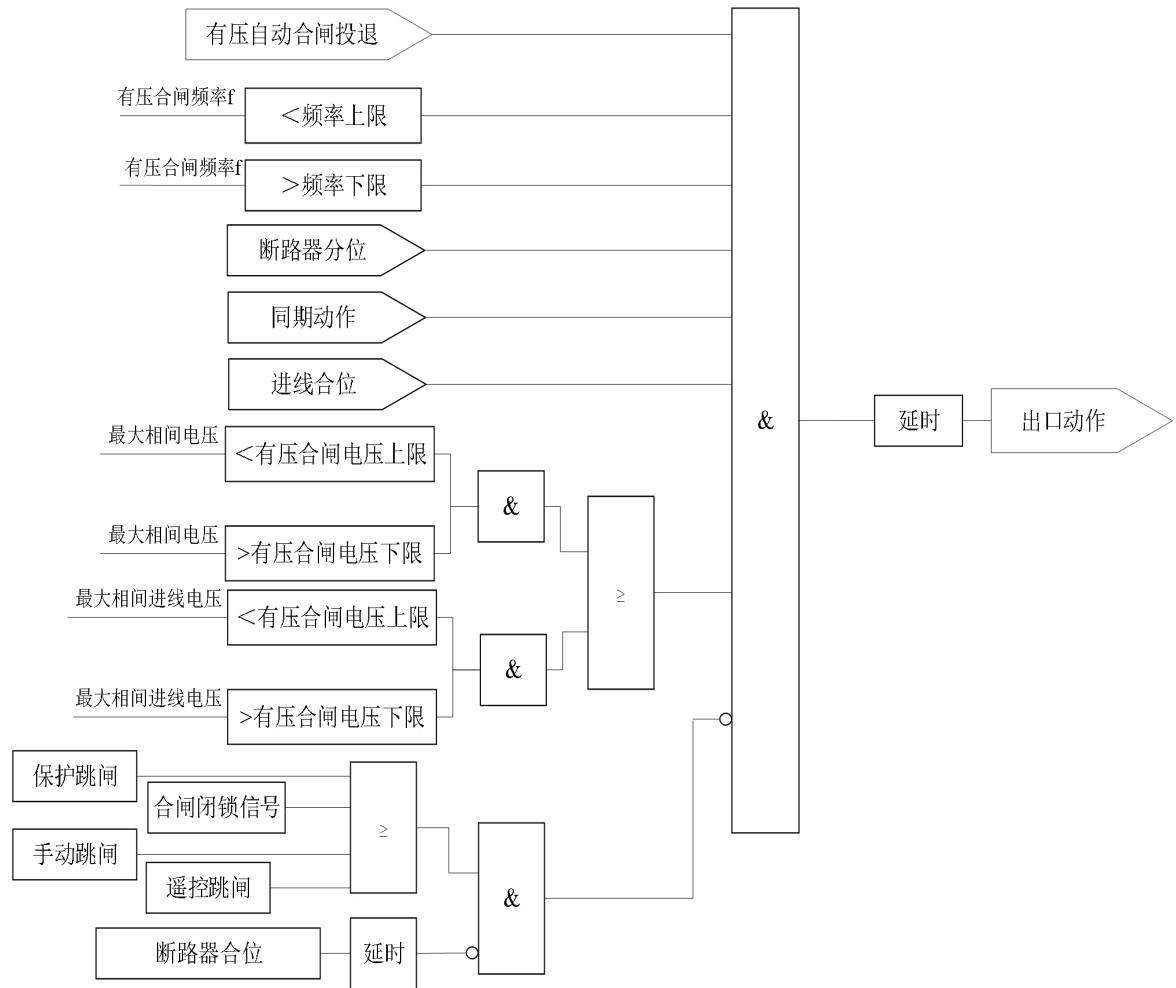 有压自动合闸投退
有压合闸频率f
<频率上限
有压合闸频率f
>频率下限
断路器分位
同期动作
进线合位
&
延时
出口动作
最大相间电压
<有压合闸电压上限
&
最大相间电压
>有压合闸电压下限
≥
最大相间进线电压
<有压合闸电压上限
&
最大相间进线电压
>有压合闸电压下限
保护跳闸
合闸闭锁信号
≥
手动跳闸
遥控跳闸
&
断路器合位
延时